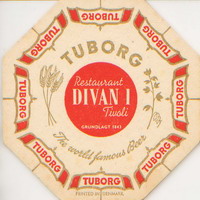 TUBORG
TUBORG
Restaurant
DIVAN I
Tivoli
GRUNDLAGT 1843
The world famous Beer
TUBORG
TUBORG
TUBORG
TUBORG
TUBORG
TUBORG
TUBORG
PRINTED IN DENMARK